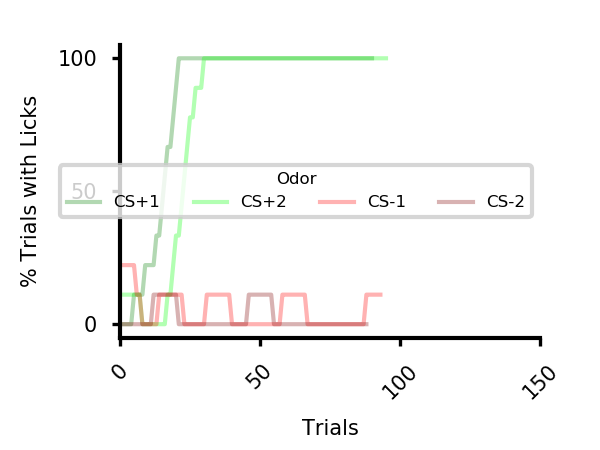 100
% Trials with Licks
Odor
50
CS+1 CS+2 CS-1 CS-2
0
0 50 100 150
Trials